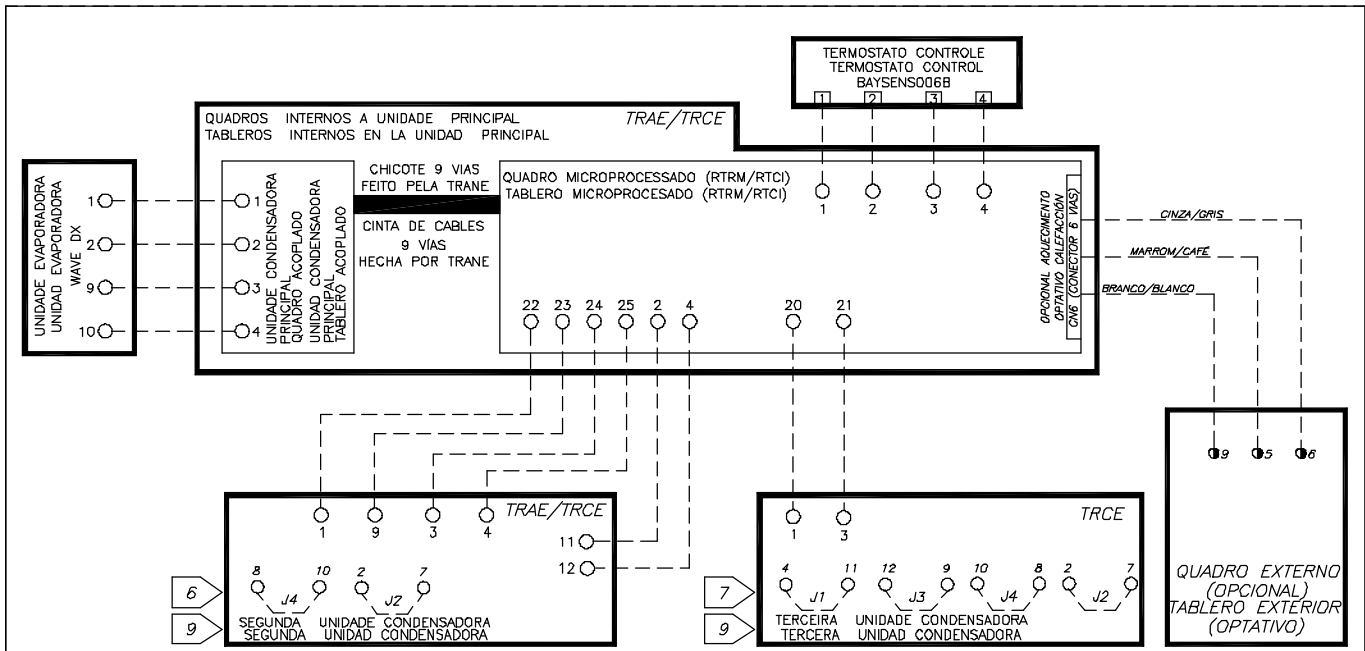 TERMOSTATO CONTROLE
TERMOSTATO CONTROL
BAYSENS006B
1 2 3 4
QUADROS INTERNOS A UNIDADE PRINCIPAL
TABLEROS INTERNOS EN LA UNIDAD PRINCIPAL
TRAE/TRCE
UNIDADE EVAPORADORA
UNIDAD EVAPORADORA
WAVE DX
1
2
9
10
1
2
3
4
UNIDADE CONDENSADORA
PRINCIPAL
QUADRO ACOPLADO
UNIDAD CONDENSADORA
PRINCIPAL
TABLERO ACOPLADO
CHICOTE 9 VIAS
FEITO PELA TRANE
CINTA DE CABLES
9 VÍAS
HECHA POR TRANE
QUADRO MICROPROCESSADO (RTRM/RTCI)
TABLERO MICROPROCESADO (RTRM/RTCI)
1 2 3 4
22 23 24 25 2 4 20 21
OPCIONAL AQUECIMENTO
OPTATIVO CALEFACCIÓN
CN6 (CONECTOR 6 VIAS)
CINZA/GRIS
MARROM/CAFÉ
BRANCO/BLANCO
9 5 6
QUADRO EXTERNO
(OPCIONAL)
TABLERO EXTERIOR
(OPTATIVO)
TRAE/TRCE
1 9 3 4
11
12
8 10 2 7
J4 J2
6
9
SEGUNDA UNIDADE CONDENSADORA
SEGUNDA UNIDAD CONDENSADORA
TRCE
1 3
4 11 12 9 10 8 2 7
J1 J3 J4 J2
7
9
TERCEIRA UNIDADE CONDENSADORA
TERCERA UNIDAD CONDENSADORA